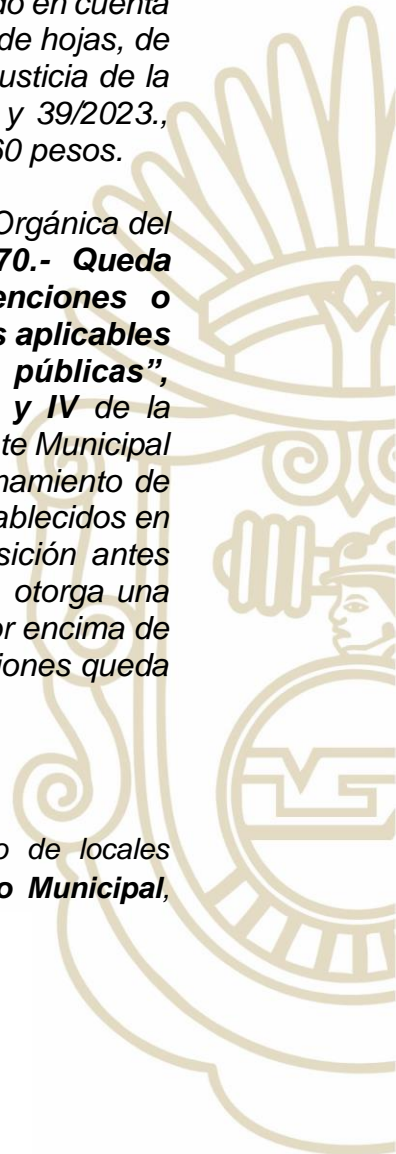 do en cuenta
de hojas, de
usticia de la
y 39/2023.,
60 pesos.
Orgánica del
70.- Queda
enciones o
s aplicables
públicas”,
y IV de la
te Municipal
namiento de
ablecidos en
sición antes
otorga una
or encima de
iones queda
o de locales
o Municipal,